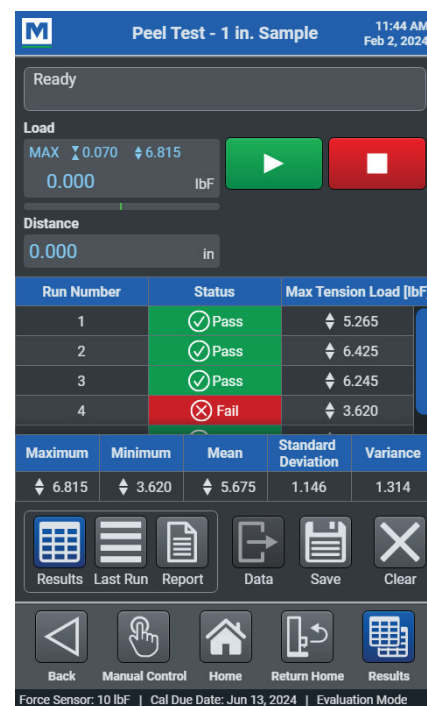 M
Peel Test - 1 in. Sample
11:44 AM
Feb 2, 2024
Ready
Load
MAX 0.070 6.815
0.000 lbF
Distance
0.000 in
Run Number Status Max Tension Load [lbF
1 Pass 5.265
2 Pass 6.425
3 Pass 6.245
4 Fail 3.620
Maximum Minimum Mean Standard Deviation Variance
6.815 3.620 5.675 1.146 1.314
Results Last Run Report Data Save Clear
Back Manual Control Home Return Home Results
Force Sensor: 10 lbF | Cal Due Date: Jun 13, 2024 | Evaluation Mode